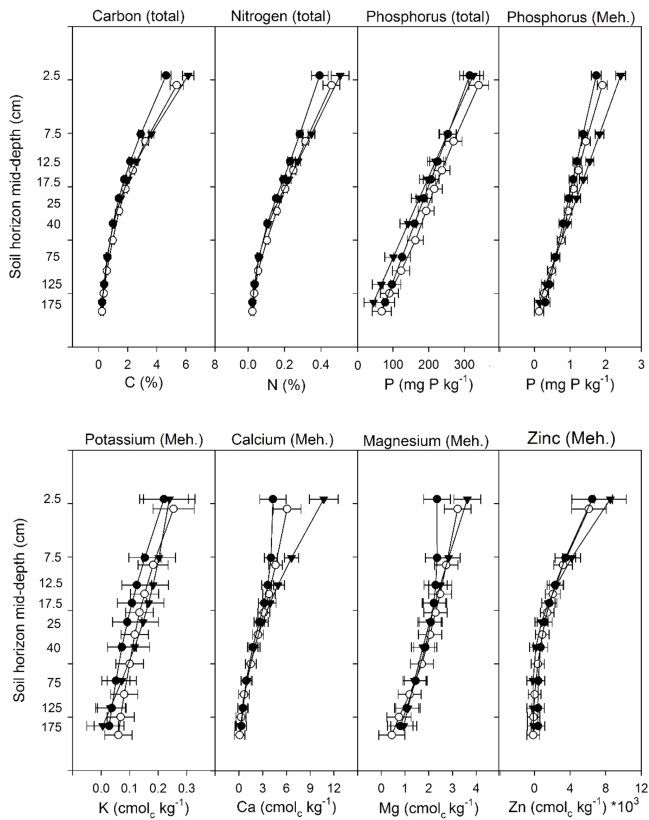 Carbon (total) Nitrogen (total) Phosphorus (total) Phosphorus (Meh.)
Soil horizon mid-depth (cm)
2.5
7.5
12.5
17.5
25
40
75
125
175
0 2 4 6 8 0.0 0.2 0.4 0 100 200 300 0 1 2 3
C (%) N (%) P (mg P kg⁻¹) P (mg P kg⁻¹)
Potassium (Meh.) Calcium (Meh.) Magnesium (Meh.) Zinc (Meh.)
Soil horizon mid-depth (cm)
2.5
7.5
12.5
17.5
25
40
75
125
175
0.0 0.1 0.2 0.3 0 3 6 9 12 0 1 2 3 4 0 4 8 12
K (cmol_c kg⁻¹) Ca (cmol_c kg⁻¹) Mg (cmol_c kg⁻¹) Zn (cmol_c kg⁻¹) *10³